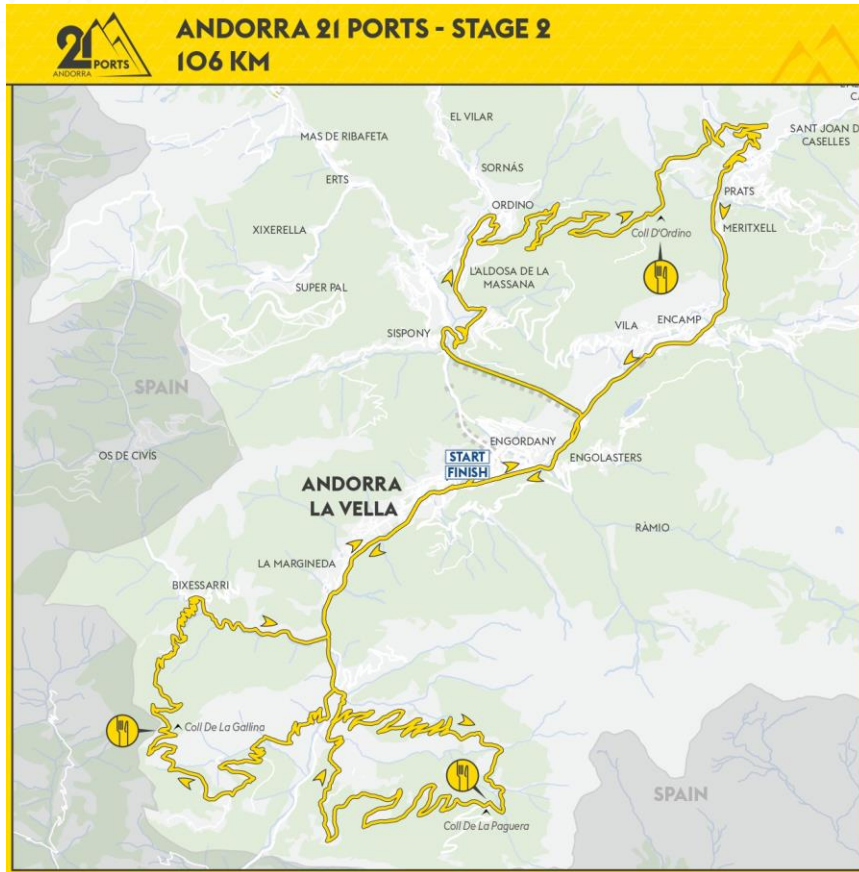 21 PORTS
ANDORRA
ANDORRA 21 PORTS - STAGE 2
106 KM
EL VILAR
MAS DE RIBAFETA
SANT JOAN D
CASELLES
SORNÁS
ERTS
PRATS
ORDINO
MERITXELL
XIXERELLA
Coll D'Ordino
L'ALDOSA DE LA
MASSANA
SUPER PAL
VILA
ENCAMP
SISPONY
SPAIN
ENGORDANY
OS DE CIVÍS
START
FINISH
ENGOLASTERS
ANDORRA
LA VELLA
RÀMIO
LA MARGINEDA
BIXESSARRI
Coll De La Gallina
SPAIN
Coll De La Paguera